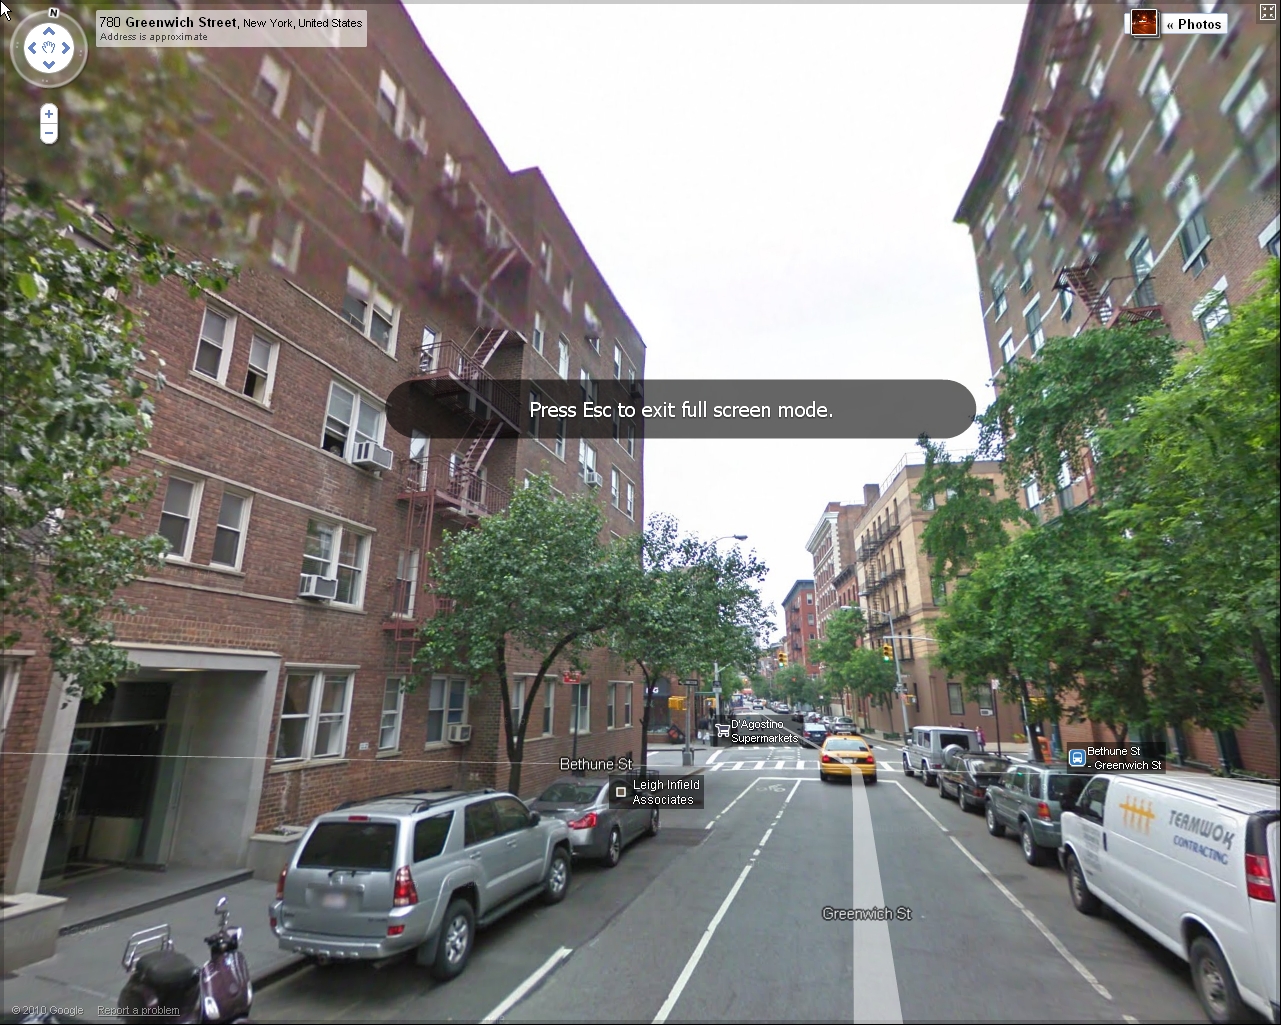 N
780 Greenwich Street, New York, United States
Address is approximate
« Photos
+
−
Press Esc to exit full screen mode.
D'Agostino
Supermarkets
Bethune St
- Greenwich St
Bethune St
Leigh Infield
Associates
TEAMWOK
CONTRACTING
Greenwich St
© 2010 Google
Report a problem